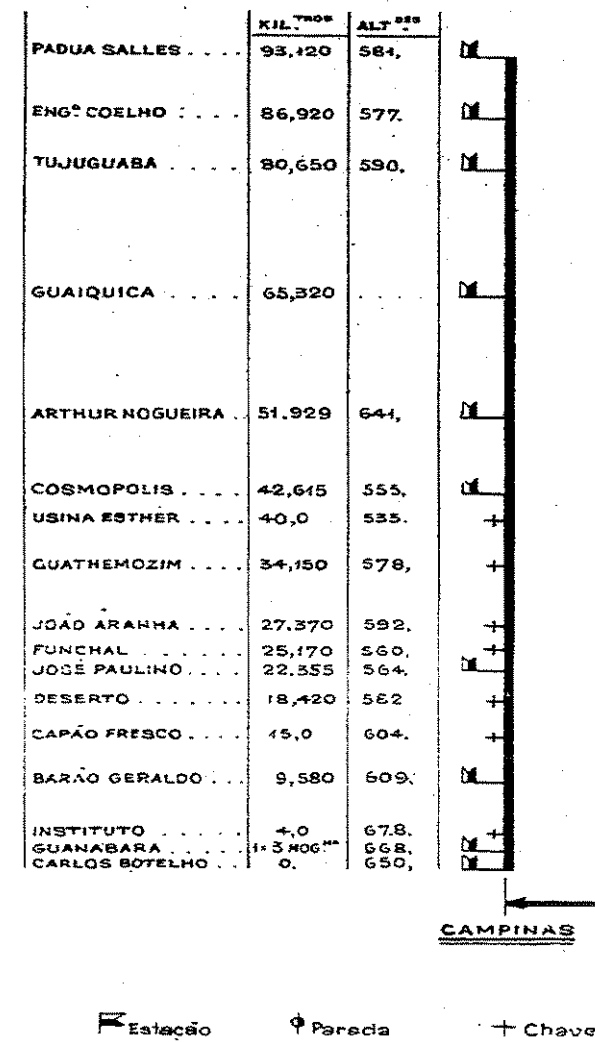 KIL.TROS ALT.DES
PADUA SALLES . . . . 93,120 581,
ENGº COELHO . . . . 86,920 577.
TUJUGUABA . . . . 80,650 590.
GUAIQUICA . . . . . 65,320 . . . .
ARTHUR NOGUEIRA . . 51.929 641,
COSMOPOLIS . . . . 42,615 555,
USINA ESTHER . . . . 40,0 535.
GUATHEMOZIM . . . . 34,150 578,
JOÃO ARANHA . . . . 27.370 592,
FUNCHAL . . . . . . 25,170 560,
JOSÉ PAULINO . . . . 22.355 564.
DESERTO . . . . . . . 18,420 582
CAPÃO FRESCO . . . . 15,0 604.
BARÃO GERALDO . . . 9,580 609.
INSTITUTO . . . . . . 4,0 678.
GUANABARA . . . . . 668,
CARLOS BOTELHO . . 0. 650,
CAMPINAS
Estação Parada Chave